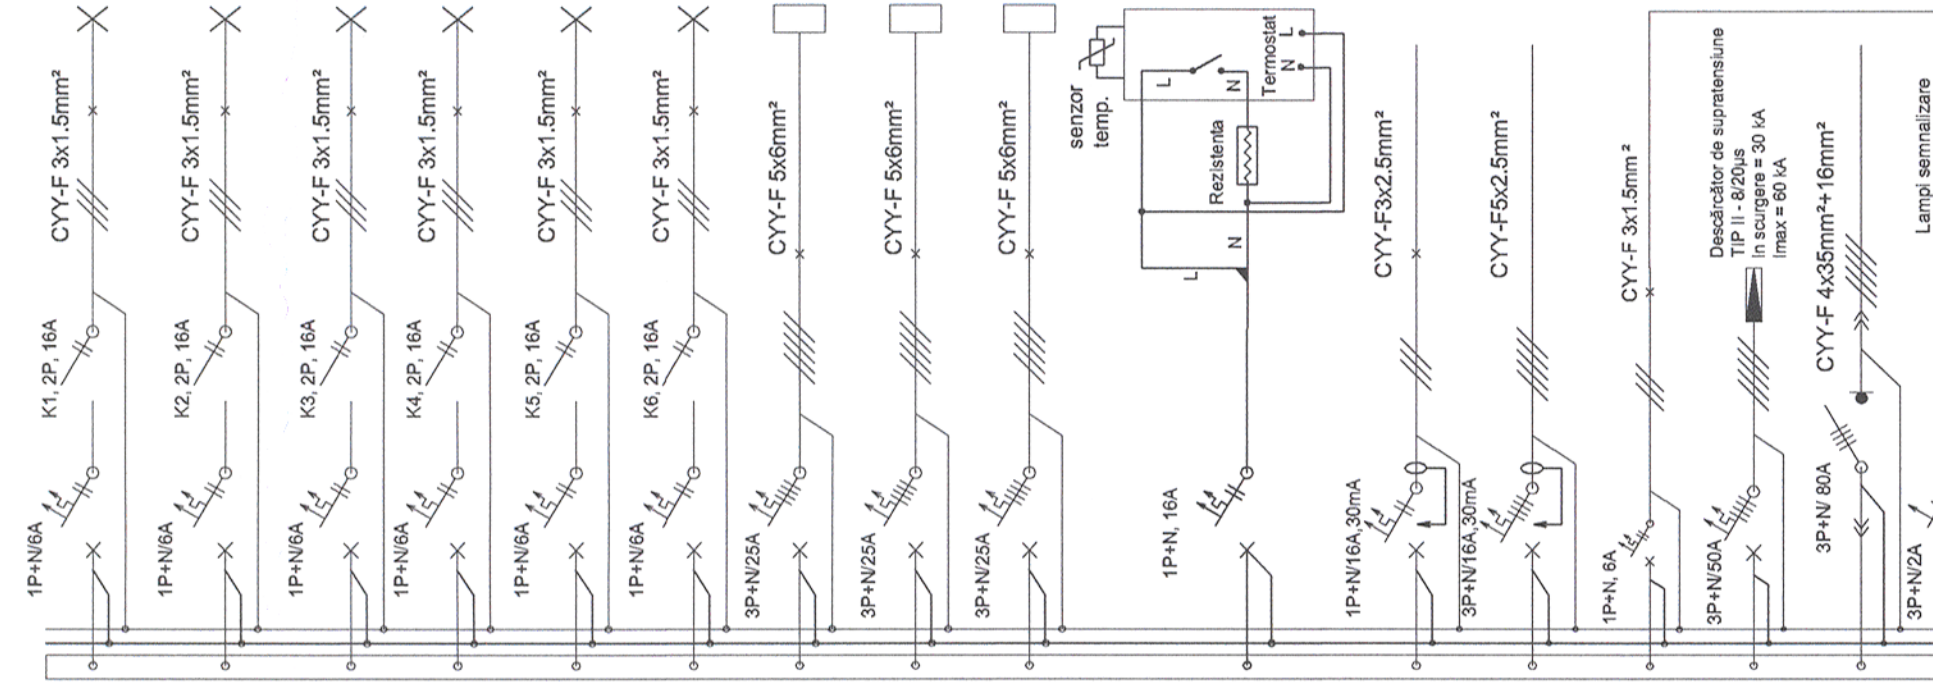 1P+N/6A
K1, 2P, 16A
CYY-F 3x1.5mm²
1P+N/6A
K2, 2P, 16A
CYY-F 3x1.5mm²
1P+N/6A
K3, 2P, 16A
CYY-F 3x1.5mm²
1P+N/6A
K4, 2P, 16A
CYY-F 3x1.5mm²
1P+N/6A
K5, 2P, 16A
CYY-F 3x1.5mm²
1P+N/6A
K6, 2P, 16A
CYY-F 3x1.5mm²
3P+N/25A
CYY-F 5x6mm²
3P+N/25A
CYY-F 5x6mm²
3P+N/25A
CYY-F 5x6mm²
1P+N, 16A
L
N
senzor
temp.
L
N
Rezistenta
Termostat
N
L
1P+N/16A,30mA
CYY-F3x2.5mm²
3P+N/16A,30mA
CYY-F5x2.5mm²
1P+N, 6A
CYY-F 3x1.5mm²
3P+N/50A
Descărcător de supratensiune
TIP II - 8/20µs
In scurgere = 30 kA
Imax = 60 kA
3P+N/ 80A
CYY-F 4x35mm²+16mm²
3P+N/2A
Lampi semnalizare